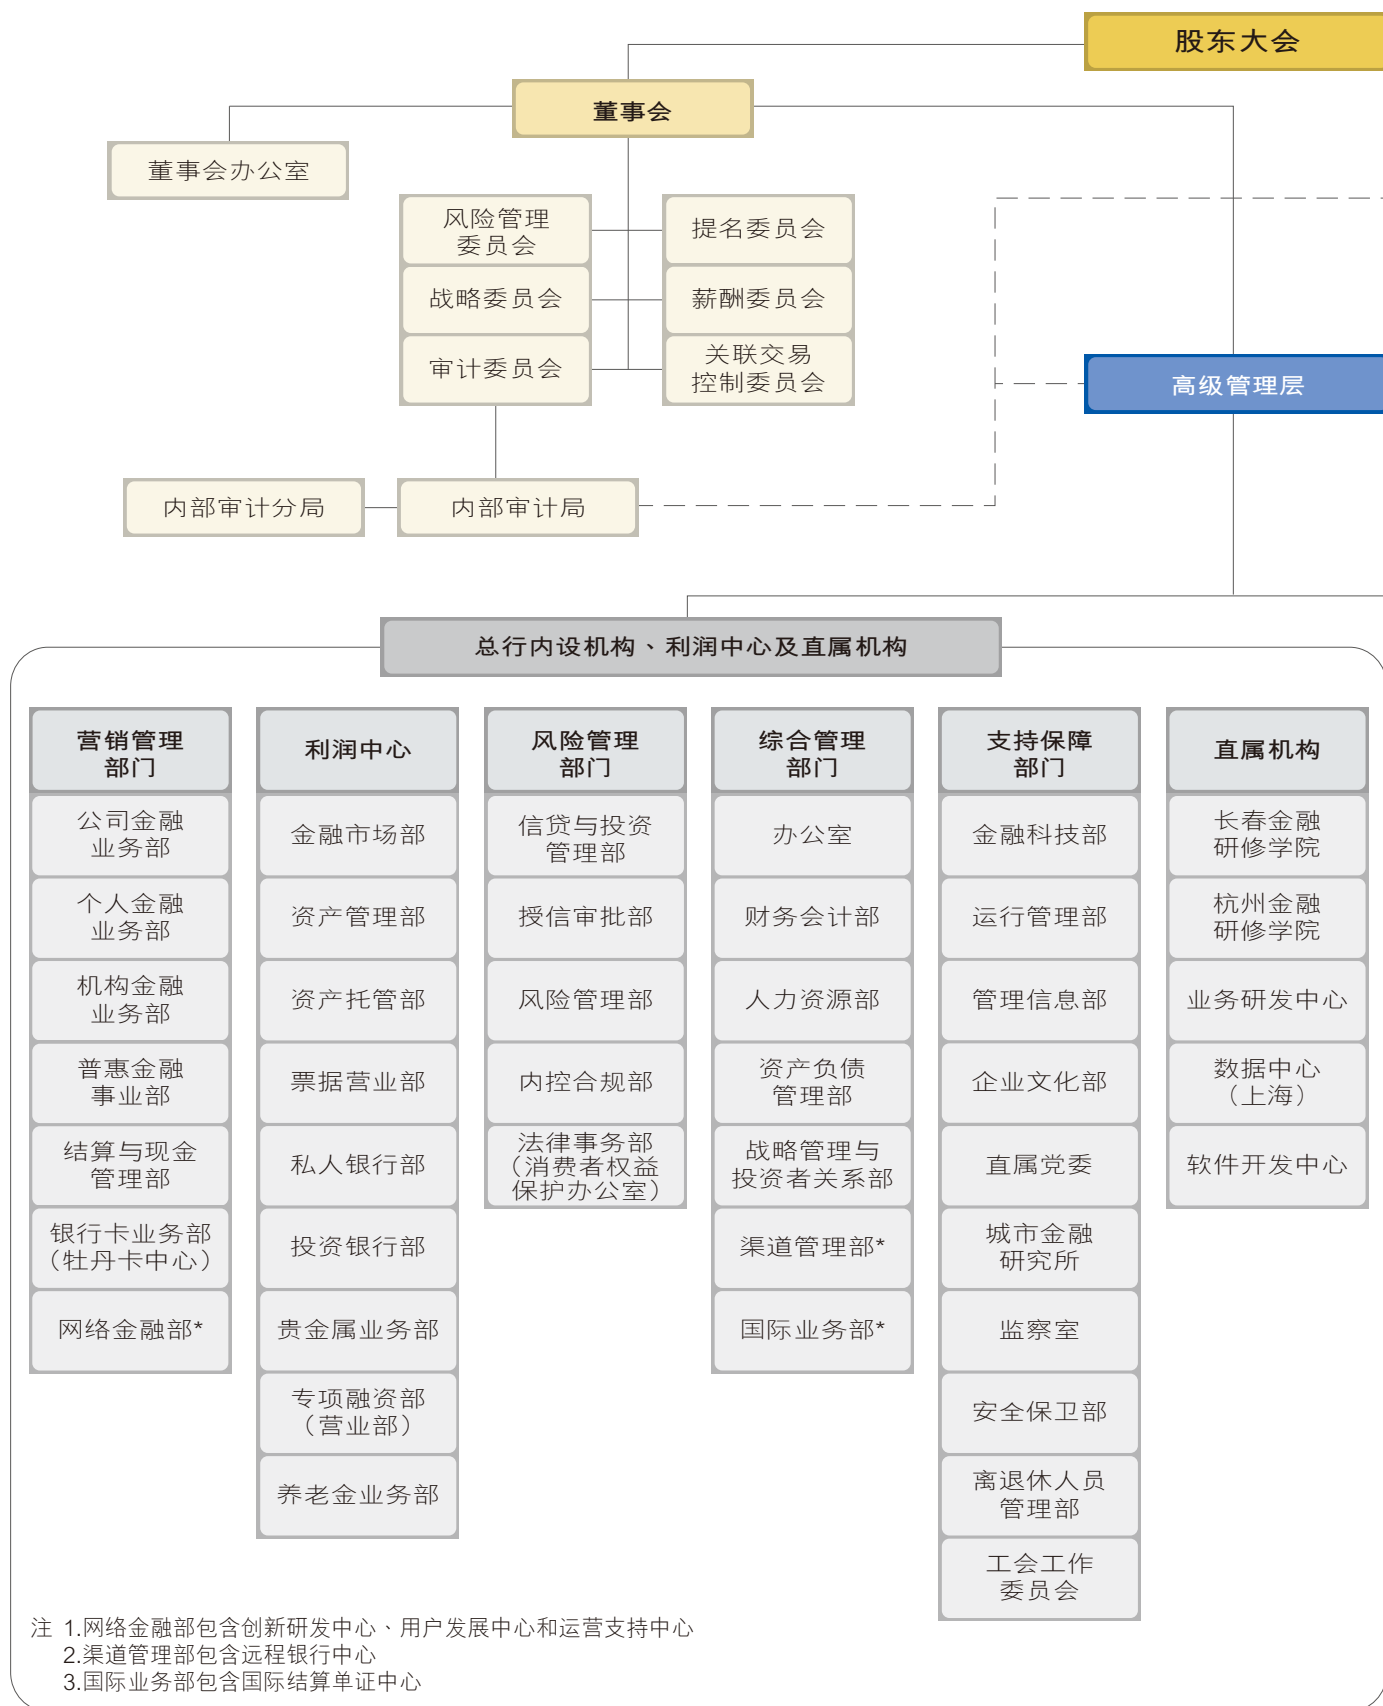 股东大会
董事会
董事会办公室
风险管理
委员会
提名委员会
战略委员会
薪酬委员会
审计委员会
关联交易
控制委员会
高级管理层
内部审计分局
内部审计局
总行内设机构、利润中心及直属机构
营销管理
部门
公司金融
业务部
个人金融
业务部
机构金融
业务部
普惠金融
事业部
结算与现金
管理部
银行卡业务部
（牡丹卡中心）
网络金融部*
利润中心
金融市场部
资产管理部
资产托管部
票据营业部
私人银行部
投资银行部
贵金属业务部
专项融资部
（营业部）
养老金业务部
风险管理
部门
信贷与投资
管理部
授信审批部
风险管理部
内控合规部
法律事务部
（消费者权益
保护办公室）
综合管理
部门
办公室
财务会计部
人力资源部
资产负债
管理部
战略管理与
投资者关系部
渠道管理部*
国际业务部*
支持保障
部门
金融科技部
运行管理部
管理信息部
企业文化部
直属党委
城市金融
研究所
监察室
安全保卫部
离退休人员
管理部
工会工作
委员会
直属机构
长春金融
研修学院
杭州金融
研修学院
业务研发中心
数据中心
（上海）
软件开发中心
注 1.网络金融部包含创新研发中心、用户发展中心和运营支持中心
2.渠道管理部包含远程银行中心
3.国际业务部包含国际结算单证中心